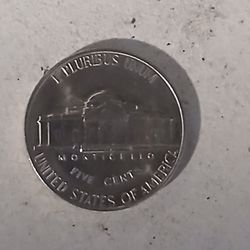 E PLURIBUS UNUM
MONTICELLO
FIVE CENTS
UNITED STATES OF AMERICA